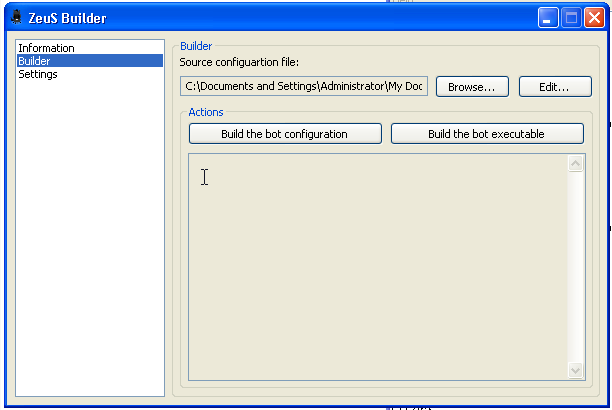 ZeuS Builder
Information
Builder
Settings
Builder
Source configuartion file:
C:\Documents and Settings\Administrator\My Doc
Browse...
Edit...
Actions
Build the bot configuration
Build the bot executable